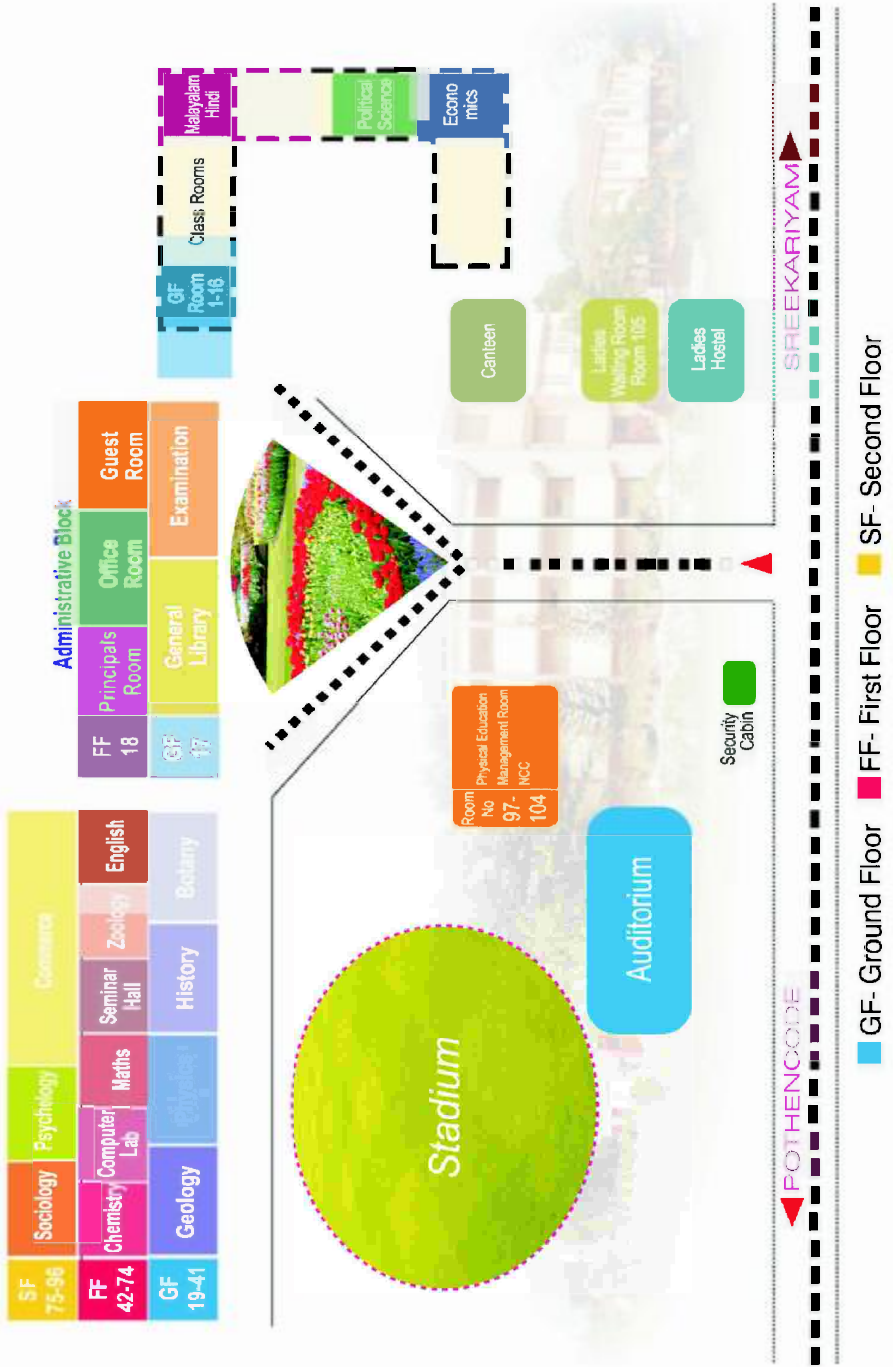 Administrative Block
SF
75-96
Sociology
Psychology
Commerce
FF
42-74
Chemistry
Computer
Lab
Maths
Seminar
Hall
Zoology
English
GF
19-41
Geology
Physics
History
Botany
FF
18
Principals
Room
Office
Room
Guest
Room
GF
17
General
Library
Examination
GF
Room
1-16
Class Rooms
Malayalam
Hindi
Political
Science
Econo
mics
Stadium
Auditorium
Room
No
97-
104
Physical Education
Management Room
NCC
Security
Cabin
Canteen
Ladies
Waiting Room
Room 105
Ladies
Hostel
POTHENCODE
SREEKARIYAM
GF- Ground Floor
FF- First Floor
SF- Second Floor